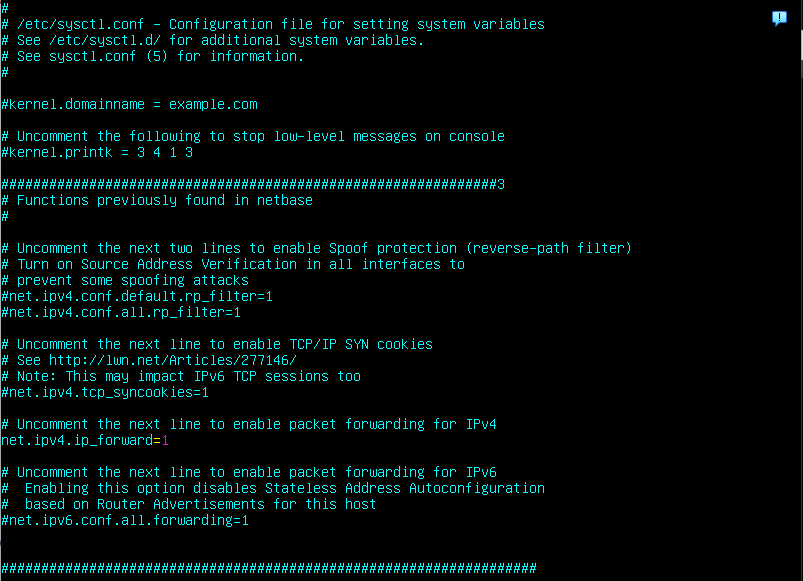 #
# /etc/sysctl.conf - Configuration file for setting system variables
# See /etc/sysctl.d/ for additional system variables.
# See sysctl.conf (5) for information.
#
#kernel.domainname = example.com
# Uncomment the following to stop low-level messages on console
#kernel.printk = 3 4 1 3
##############################################################3
# Functions previously found in netbase
#
# Uncomment the next two lines to enable Spoof protection (reverse-path filter)
# Turn on Source Address Verification in all interfaces to
# prevent some spoofing attacks
#net.ipv4.conf.default.rp_filter=1
#net.ipv4.conf.all.rp_filter=1
# Uncomment the next line to enable TCP/IP SYN cookies
# See http://lwn.net/Articles/277146/
# Note: This may impact IPv6 TCP sessions too
#net.ipv4.tcp_syncookies=1
# Uncomment the next line to enable packet forwarding for IPv4
net.ipv4.ip_forward=1
# Uncomment the next line to enable packet forwarding for IPv6
#  Enabling this option disables Stateless Address Autoconfiguration
#  based on Router Advertisements for this host
#net.ipv6.conf.all.forwarding=1
###################################################################